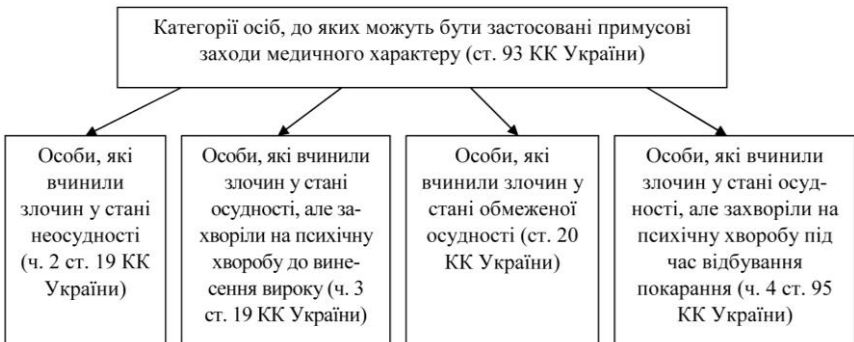 Категорії осіб, до яких можуть бути застосовані примусові
заходи медичного характеру (ст. 93 КК України)
Особи, які
вчинили
злочин у стані
неосудності
(ч. 2 ст. 19 КК
України)
Особи, які вчинили
злочин у стані
осудності, але за-
хворіли на психічну
хворобу до вине-
сення вироку (ч. 3
ст. 19 КК України)
Особи, які
вчинили злочин у
стані обмеженої
осудності (ст. 20
КК України)
Особи, які вчинили
злочин у стані осуд-
ності, але захворіли на
психічну хворобу під
час відбування
покарання (ч. 4 ст. 95
КК України)